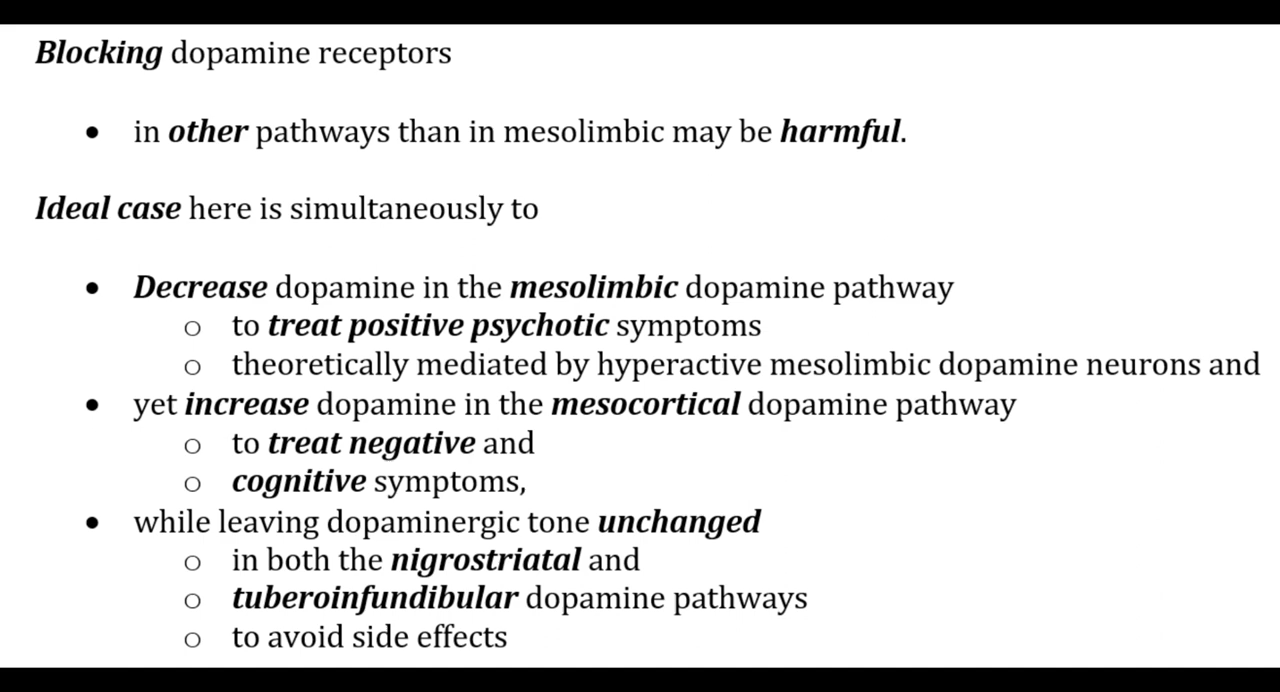 Blocking dopamine receptors
• in other pathways than in mesolimbic may be harmful.
Ideal case here is simultaneously to
• Decrease dopamine in the mesolimbic dopamine pathway
o to treat positive psychotic symptoms
o theoretically mediated by hyperactive mesolimbic dopamine neurons and
• yet increase dopamine in the mesocortical dopamine pathway
o to treat negative and
o cognitive symptoms,
• while leaving dopaminergic tone unchanged
o in both the nigrostriatal and
o tuberoinfundibular dopamine pathways
o to avoid side effects